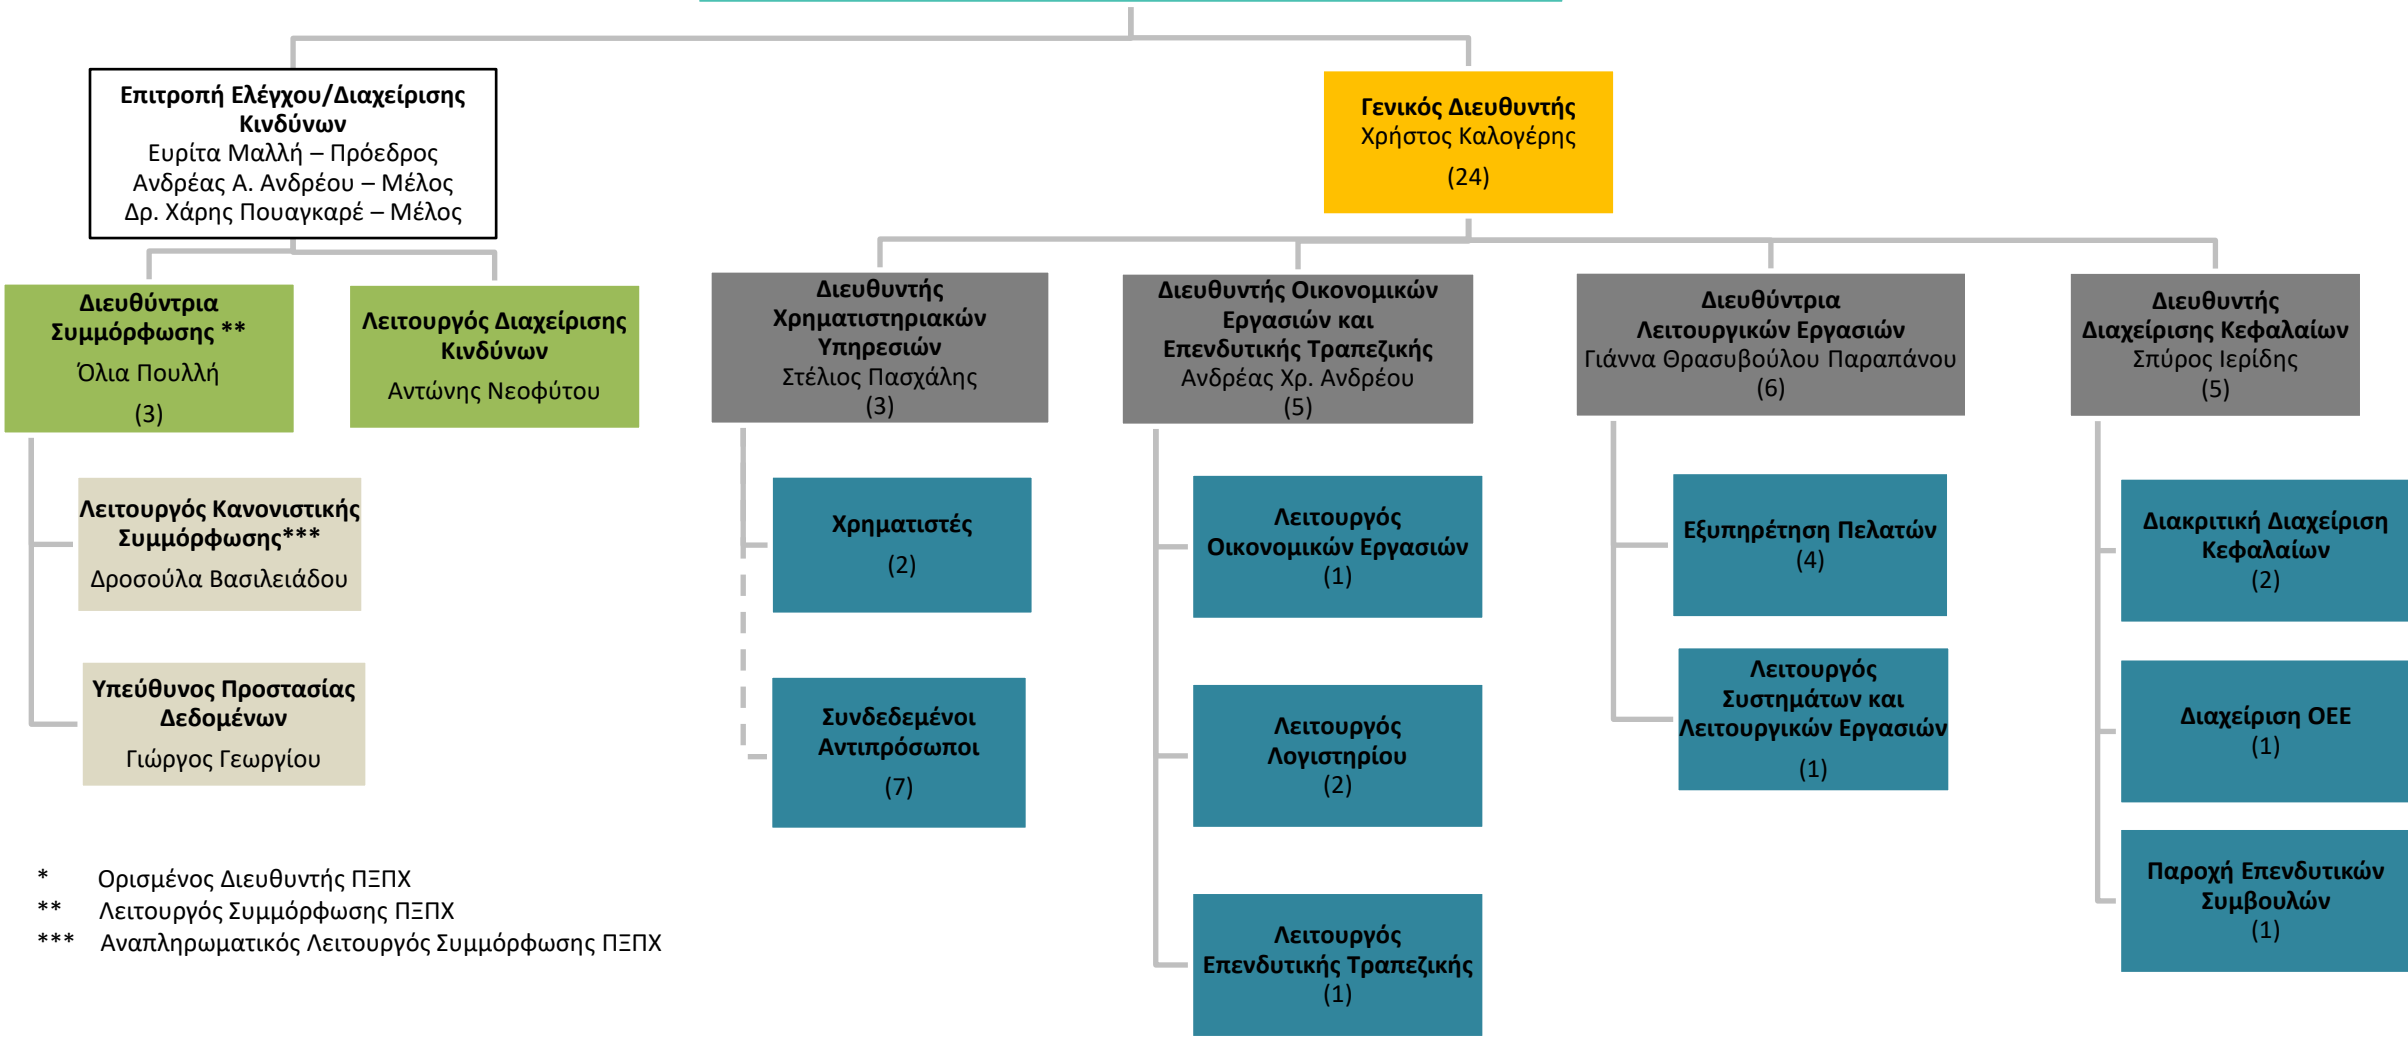 Επιτροπή Ελέγχου/Διαχείρισης
Κινδύνων
Ευρίτα Μαλλή – Πρόεδρος
Ανδρέας Α. Ανδρέου – Μέλος
Δρ. Χάρης Πουαγκαρέ – Μέλος
Γενικός Διευθυντής
Χρήστος Καλογέρης
(24)
Διευθύντρια
Συμμόρφωσης **
Όλια Πουλλή
(3)
Λειτουργός Διαχείρισης
Κινδύνων
Αντώνης Νεοφύτου
Διευθυντής
Χρηματιστηριακών
Υπηρεσιών
Στέλιος Πασχάλης
(3)
Διευθυντής Οικονομικών
Εργασιών και
Επενδυτικής Τραπεζικής
Ανδρέας Χρ. Ανδρέου
(5)
Διευθύντρια
Λειτουργικών Εργασιών
Γιάννα Θρασυβούλου Παραπάνου
(6)
Διευθυντής
Διαχείρισης Κεφαλαίων
Σπύρος Ιερίδης
(5)
Λειτουργός Κανονιστικής
Συμμόρφωσης***
Δροσούλα Βασιλειάδου
Χρηματιστές
(2)
Λειτουργός
Οικονομικών Εργασιών
(1)
Εξυπηρέτηση Πελατών
(4)
Διακριτική Διαχείριση
Κεφαλαίων
(2)
Υπεύθυνος Προστασίας
Δεδομένων
Γιώργος Γεωργίου
Συνδεδεμένοι
Αντιπρόσωποι
(7)
Λειτουργός
Λογιστηρίου
(2)
Λειτουργός
Συστημάτων και
Λειτουργικών Εργασιών
(1)
Διαχείριση ΟΕΕ
(1)
Λειτουργός
Επενδυτικής Τραπεζικής
(1)
Παροχή Επενδυτικών
Συμβουλών
(1)
* Ορισμένος Διευθυντής ΠΞΠΧ
** Λειτουργός Συμμόρφωσης ΠΞΠΧ
*** Αναπληρωματικός Λειτουργός Συμμόρφωσης ΠΞΠΧ